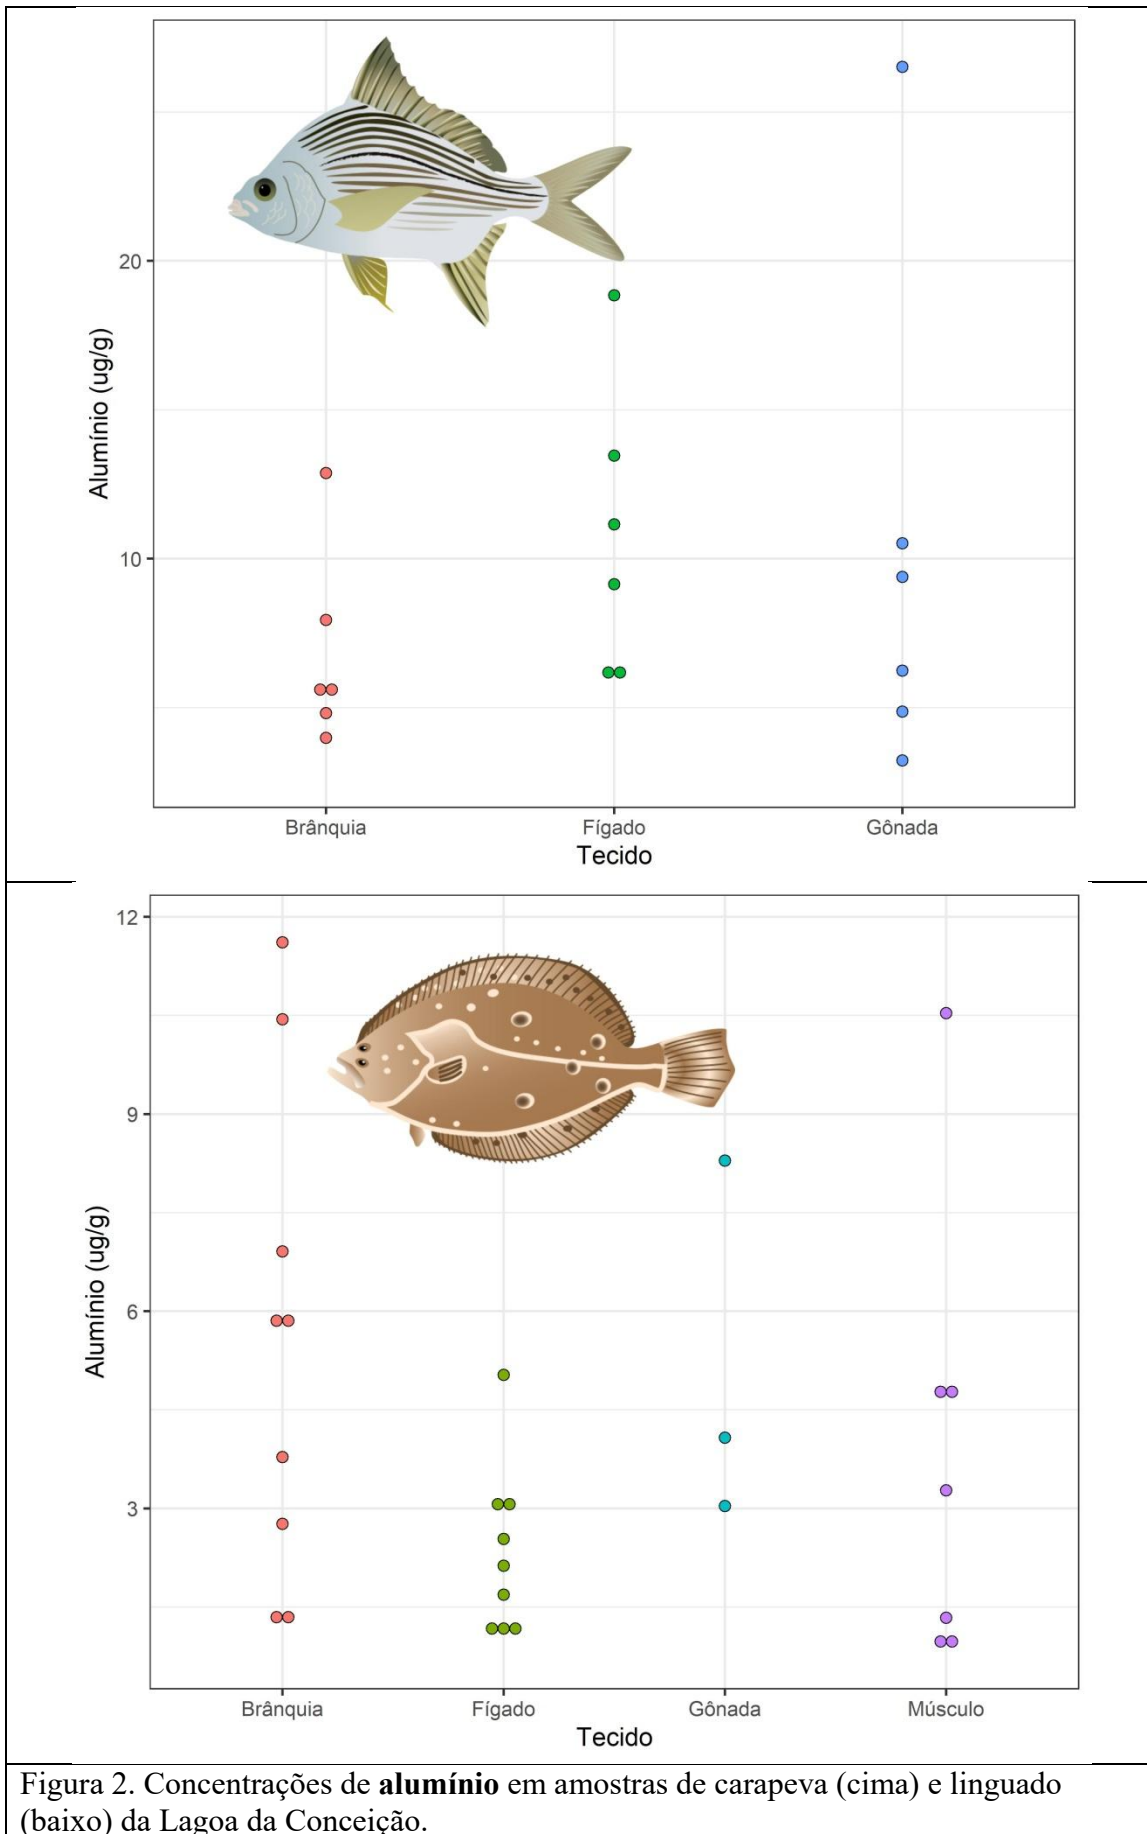 Alumínio (ug/g)
20
10
Brânquia Fígado Gônada
Tecido
Alumínio (ug/g)
12
9
6
3
Brânquia Fígado Gônada Músculo
Tecido
Figura 2. Concentrações de alumínio em amostras de carapeva (cima) e linguado
(baixo) da Lagoa da Conceição.